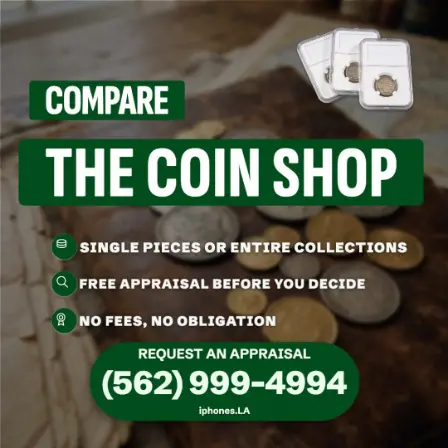 COMPARE
THE COIN SHOP
SINGLE PIECES OR ENTIRE COLLECTIONS
FREE APPRAISAL BEFORE YOU DECIDE
NO FEES, NO OBLIGATION
REQUEST AN APPRAISAL
(562) 999-4994
iphones.LA